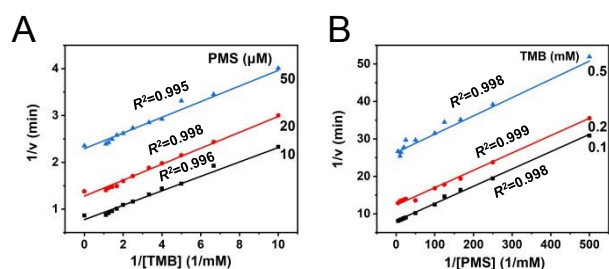 A
PMS (μM)
50
20
10
R²=0.995
R²=0.998
R²=0.996
4
3
2
1
0 2 4 6 8 10
1/v (min)
1/[TMB] (1/mM)
B
TMB (mM)
0.5
0.2
0.1
R²=0.998
R²=0.999
R²=0.998
50
40
30
20
10
0 100 200 300 400 500
1/v (min)
1/[PMS] (1/mM)